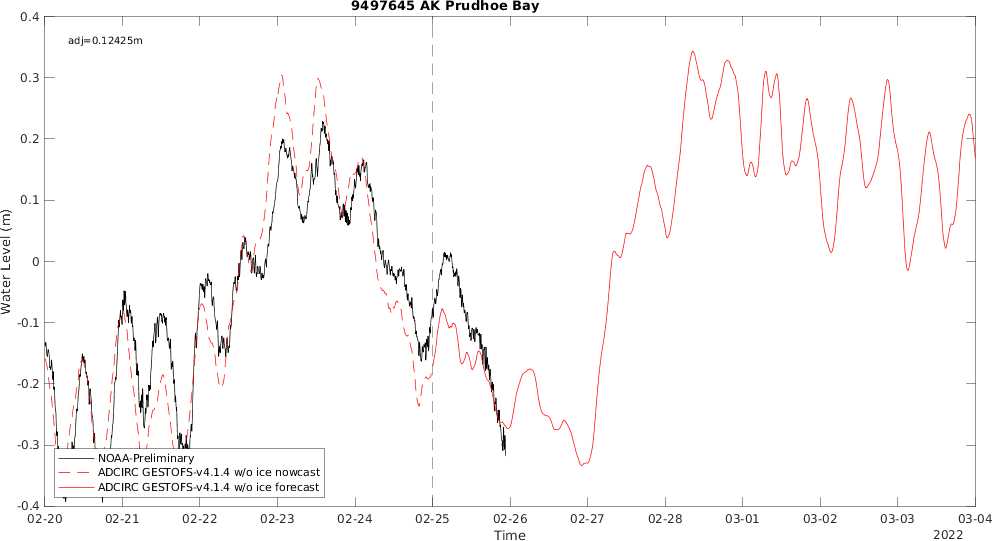 9497645 AK Prudhoe Bay
adj=0.12425m
0.4
0.3
0.2
0.1
0
-0.1
-0.2
-0.3
-0.4
Water Level (m)
NOAA-Preliminary
ADCIRC GESTOFS-v4.1.4 w/o ice nowcast
ADCIRC GESTOFS-v4.1.4 w/o ice forecast
02-20 02-21 02-22 02-23 02-24 02-25 02-26 02-27 02-28 03-01 03-02 03-03 03-04
Time
2022